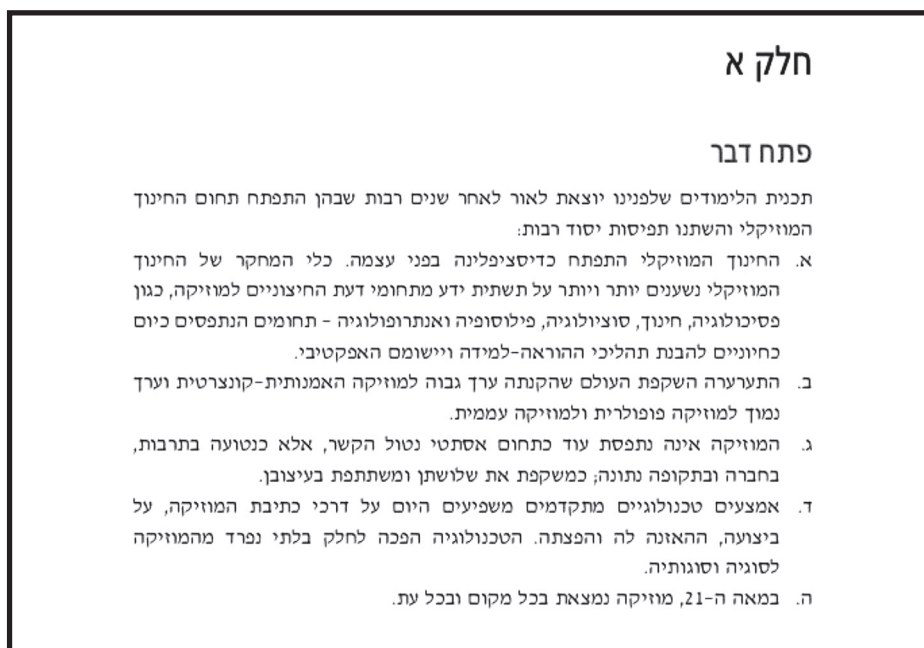 חלק א
פתח דבר
תכנית הלימודים שלפנינו יוצאת לאור לאחר שנים רבות שבהן התפתח תחום החינוך
המוזיקלי והשתנו תפיסות יסוד רבות:
א. החינוך המוזיקלי התפתח כדיסציפלינה בפני עצמה. כלי המחקר של החינוך
המוזיקלי נשענים יותר ויותר על תשתית ידע מתחומי דעת החיצוניים למוזיקה, כגון
פסיכולוגיה, חינוך, סוציולוגיה, פילוסופיה ואנתרופולוגיה - תחומים הנתפסים כיום
כחיוניים להבנת תהליכי ההוראה-למידה ויישומם האפקטיבי.
ב. התערערה השקפת העולם שהקנתה ערך גבוה למוזיקה האמנותית-קונצרטית וערך
נמוך למוזיקה פופולרית ולמוזיקה עממית.
ג. המוזיקה אינה נתפסת עוד כתחום אסתטי נטול הקשר, אלא כנטועה בתרבות,
בחברה ובתקופה נתונה; כמשקפת את שלושתן ומשתתפת בעיצובן.
ד. אמצעים טכנולוגיים מתקדמים משפיעים היום על דרכי כתיבת המוזיקה, על
ביצועה, ההאזנה לה והפצתה. הטכנולוגיה הפכה לחלק בלתי נפרד מהמוזיקה
לסוגיה וסוגותיה.
ה. במאה ה-21, מוזיקה נמצאת בכל מקום ובכל עת.